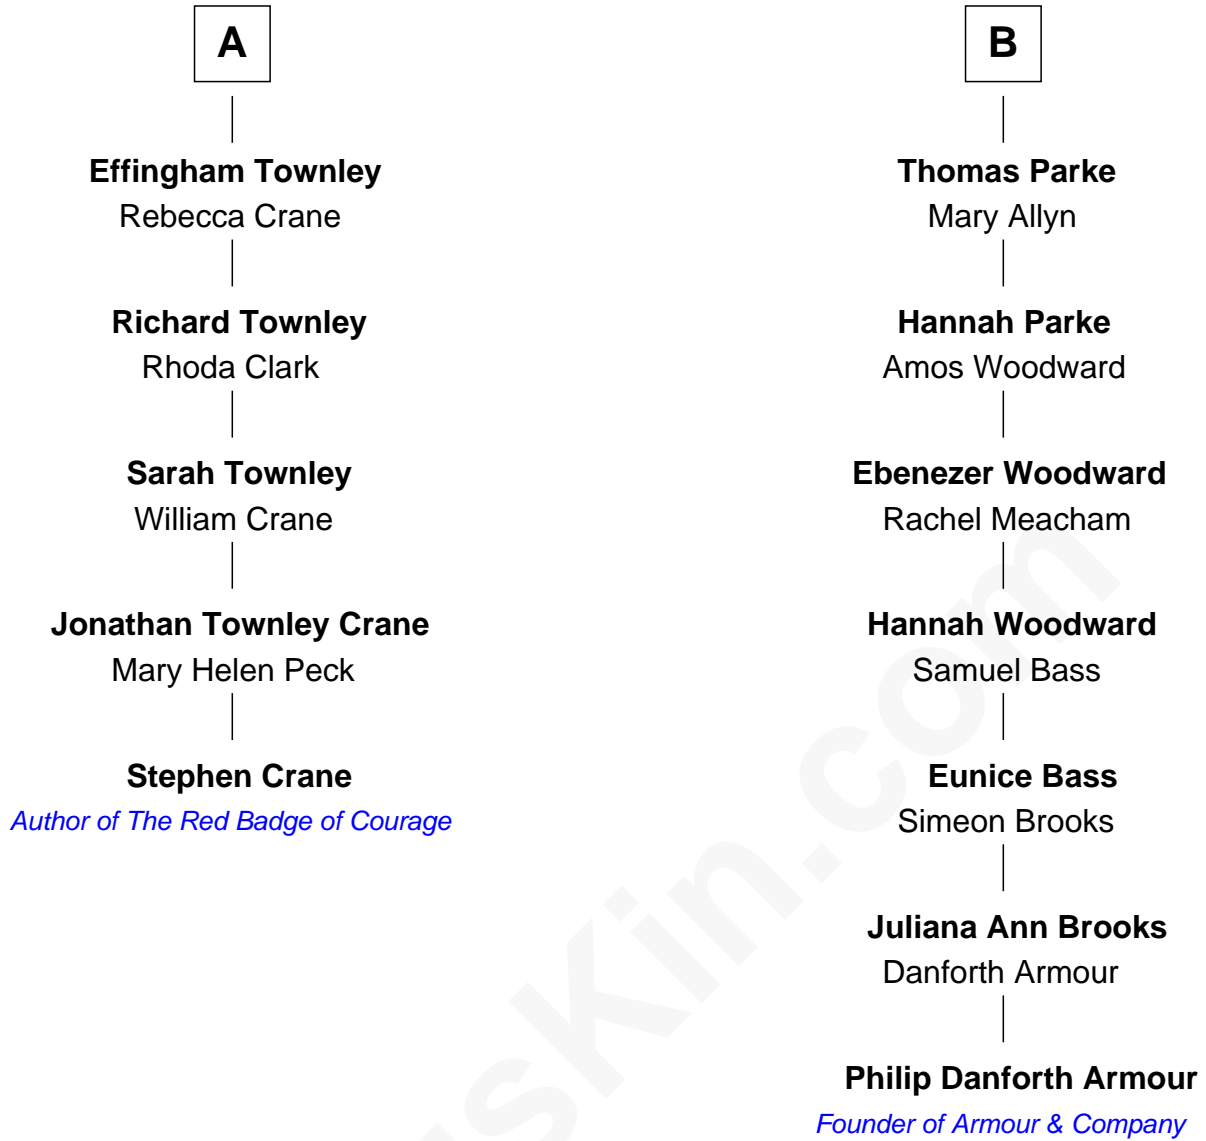 A
Effingham Townley
Rebecca Crane
Richard Townley
Rhoda Clark
Sarah Townley
William Crane
Jonathan Townley Crane
Mary Helen Peck
Stephen Crane
Author of The Red Badge of Courage
B
Thomas Parke
Mary Allyn
Hannah Parke
Amos Woodward
Ebenezer Woodward
Rachel Meacham
Hannah Woodward
Samuel Bass
Eunice Bass
Simeon Brooks
Juliana Ann Brooks
Danforth Armour
Philip Danforth Armour
Founder of Armour & Company